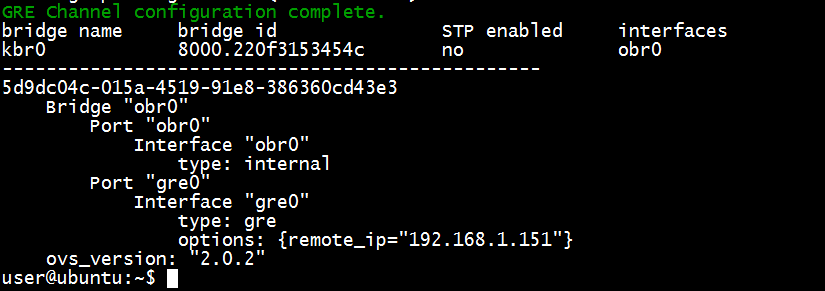 GRE Channel configuration complete.
bridge name     bridge id               STP enabled     interfaces
kbr0            8000.220f3153454c       no              obr0
-------------------------------------------------
5d9dc04c-015a-4519-91e8-386360cd43e3
    Bridge "obr0"
        Port "obr0"
            Interface "obr0"
                type: internal
        Port "gre0"
            Interface "gre0"
                type: gre
                options: {remote_ip="192.168.1.151"}
    ovs_version: "2.0.2"
user@ubuntu:~$